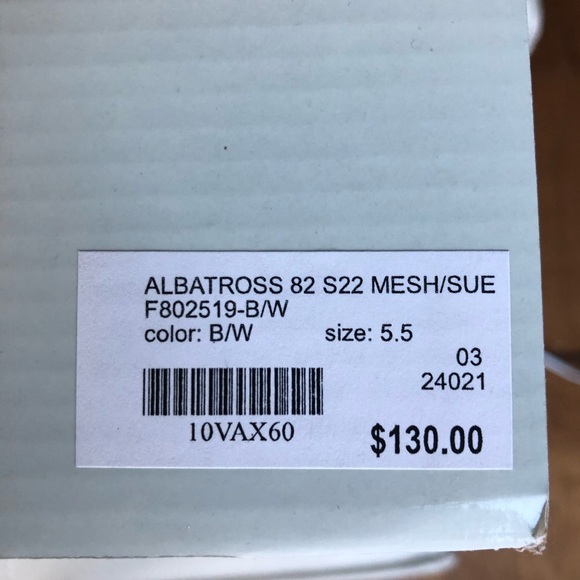 ALBATROSS 82 S22 MESH/SUE
F802519-B/W
color: B/W size: 5.5
03
24021
10VAX60
$130.00